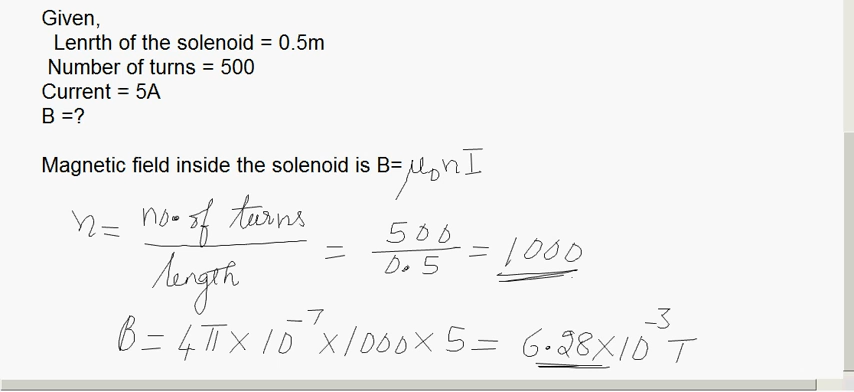 Given,
Lenrth of the solenoid = 0.5m
Number of turns = 500
Current = 5A
B =?
Magnetic field inside the solenoid is B= μ₀nI
n = no. of turns / length = 500 / 0.5 = 1000
B = 4π × 10⁻⁷ × 1000 × 5 = 6.28 × 10⁻³ T